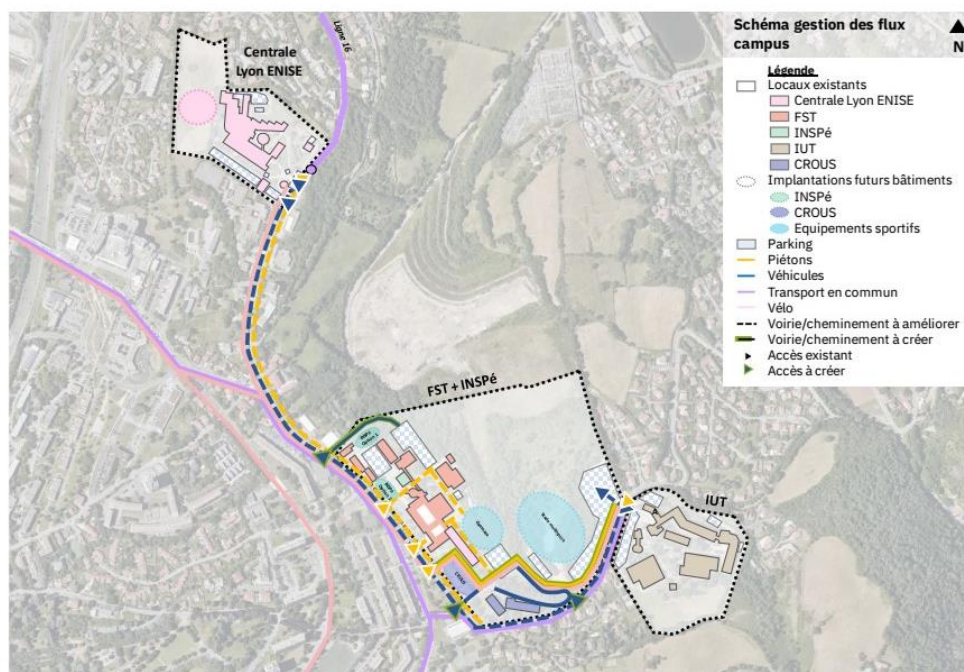 Schéma gestion des flux
campus
N
Légende
Locaux existants
Centrale Lyon ENISE
FST
INSPé
IUT
CROUS
Implantations futurs bâtiments
INSPé
CROUS
Equipements sportifs
Parking
Piétons
Véhicules
Transport en commun
Vélo
Voirie/cheminement à améliorer
Voirie/cheminement à créer
Accès existant
Accès à créer
Ligne 16
Centrale
Lyon ENISE
FST + INSPé
IUT
CROUS